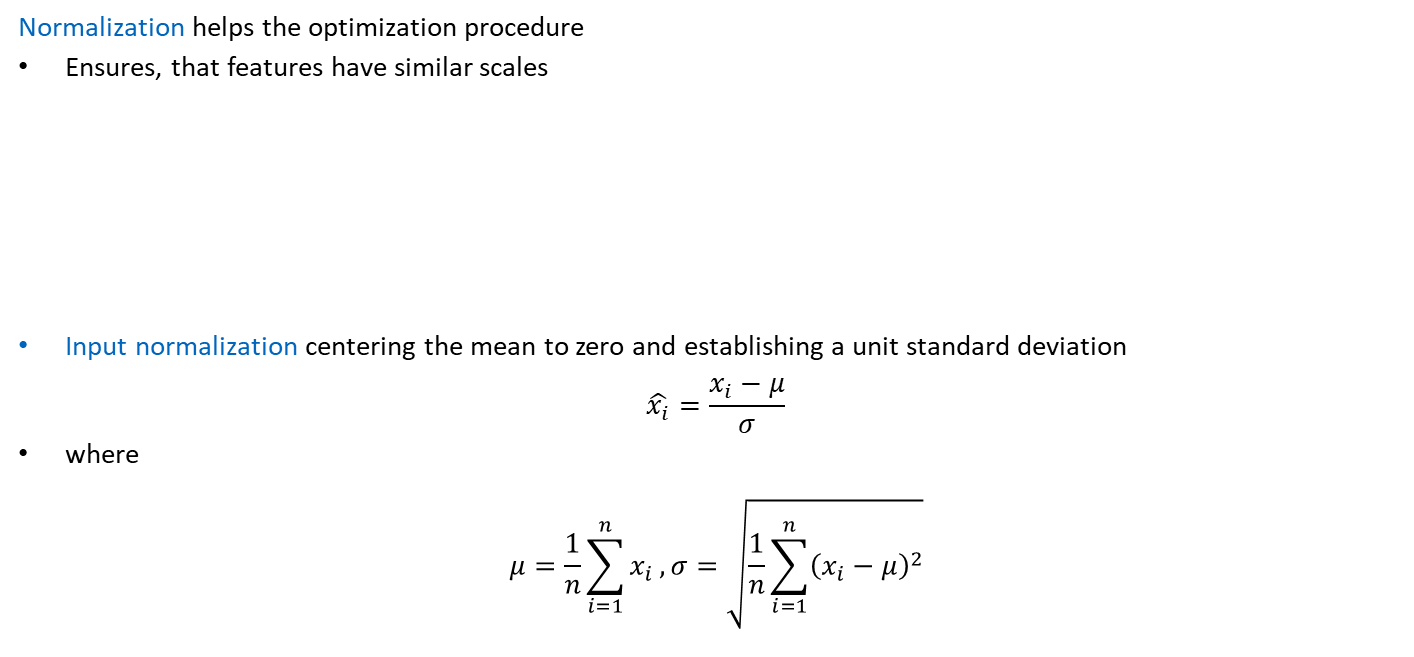 Normalization helps the optimization procedure
• Ensures, that features have similar scales
• Input normalization centering the mean to zero and establishing a unit standard deviation
x̂ᵢ = (xᵢ − μ) / σ
• where
μ = 1/n ∑ᵢ₌₁ⁿ xᵢ , σ = √(1/n ∑ᵢ₌₁ⁿ (xᵢ − μ)²)